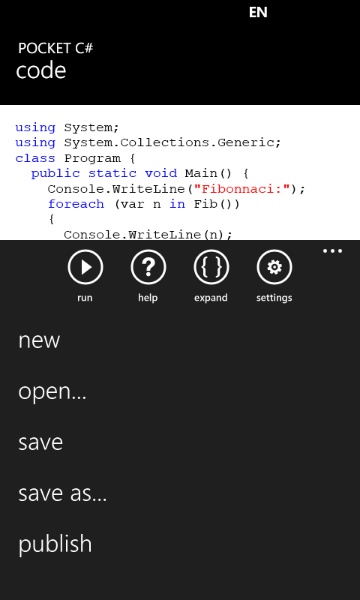 EN
POCKET C#
code
using System;
using System.Collections.Generic;
class Program {
  public static void Main() {
    Console.WriteLine("Fibonnaci:");
    foreach (var n in Fib())
    {
      Console.WriteLine(n);
run help expand settings
new
open...
save
save as...
publish